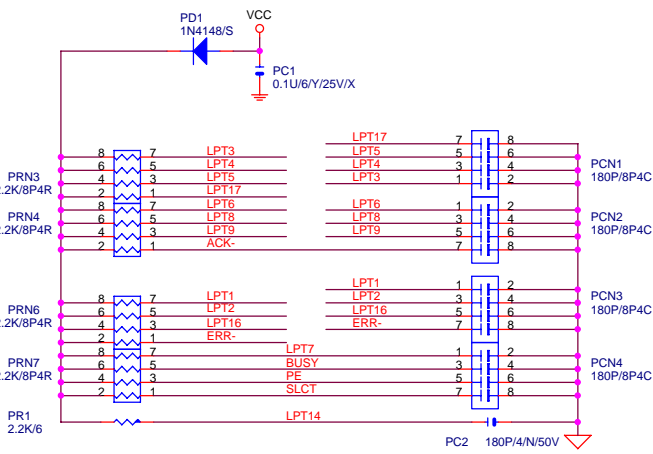 PD1 VCC
1N4148/S
PC1
0.1U/6/Y/25V/X
LPT17 7 8
8 7 LPT3 LPT5 5 6
6 5 LPT4 LPT4 3 4 PCN1
PRN3 4 3 LPT5 LPT3 1 2 180P/8P4C
2.2K/8P4R 2 1 LPT17
8 7 LPT6 LPT6 1 2
PRN4 6 5 LPT8 LPT8 3 4 PCN2
2.2K/8P4R 4 3 LPT9 LPT9 5 6 180P/8P4C
2 1 ACK- 7 8
LPT1 1 2
8 7 LPT1 LPT2 3 4 PCN3
PRN6 6 5 LPT2 LPT16 5 6 180P/8P4C
2.2K/8P4R 4 3 LPT16 ERR- 7 8
2 1 ERR-
8 7 LPT7 1 2
PRN7 6 5 BUSY 3 4 PCN4
2.2K/8P4R 4 3 PE 5 6 180P/8P4C
2 1 SLCT 7 8
PR1 LPT14
2.2K/6
PC2 180P/4/N/50V